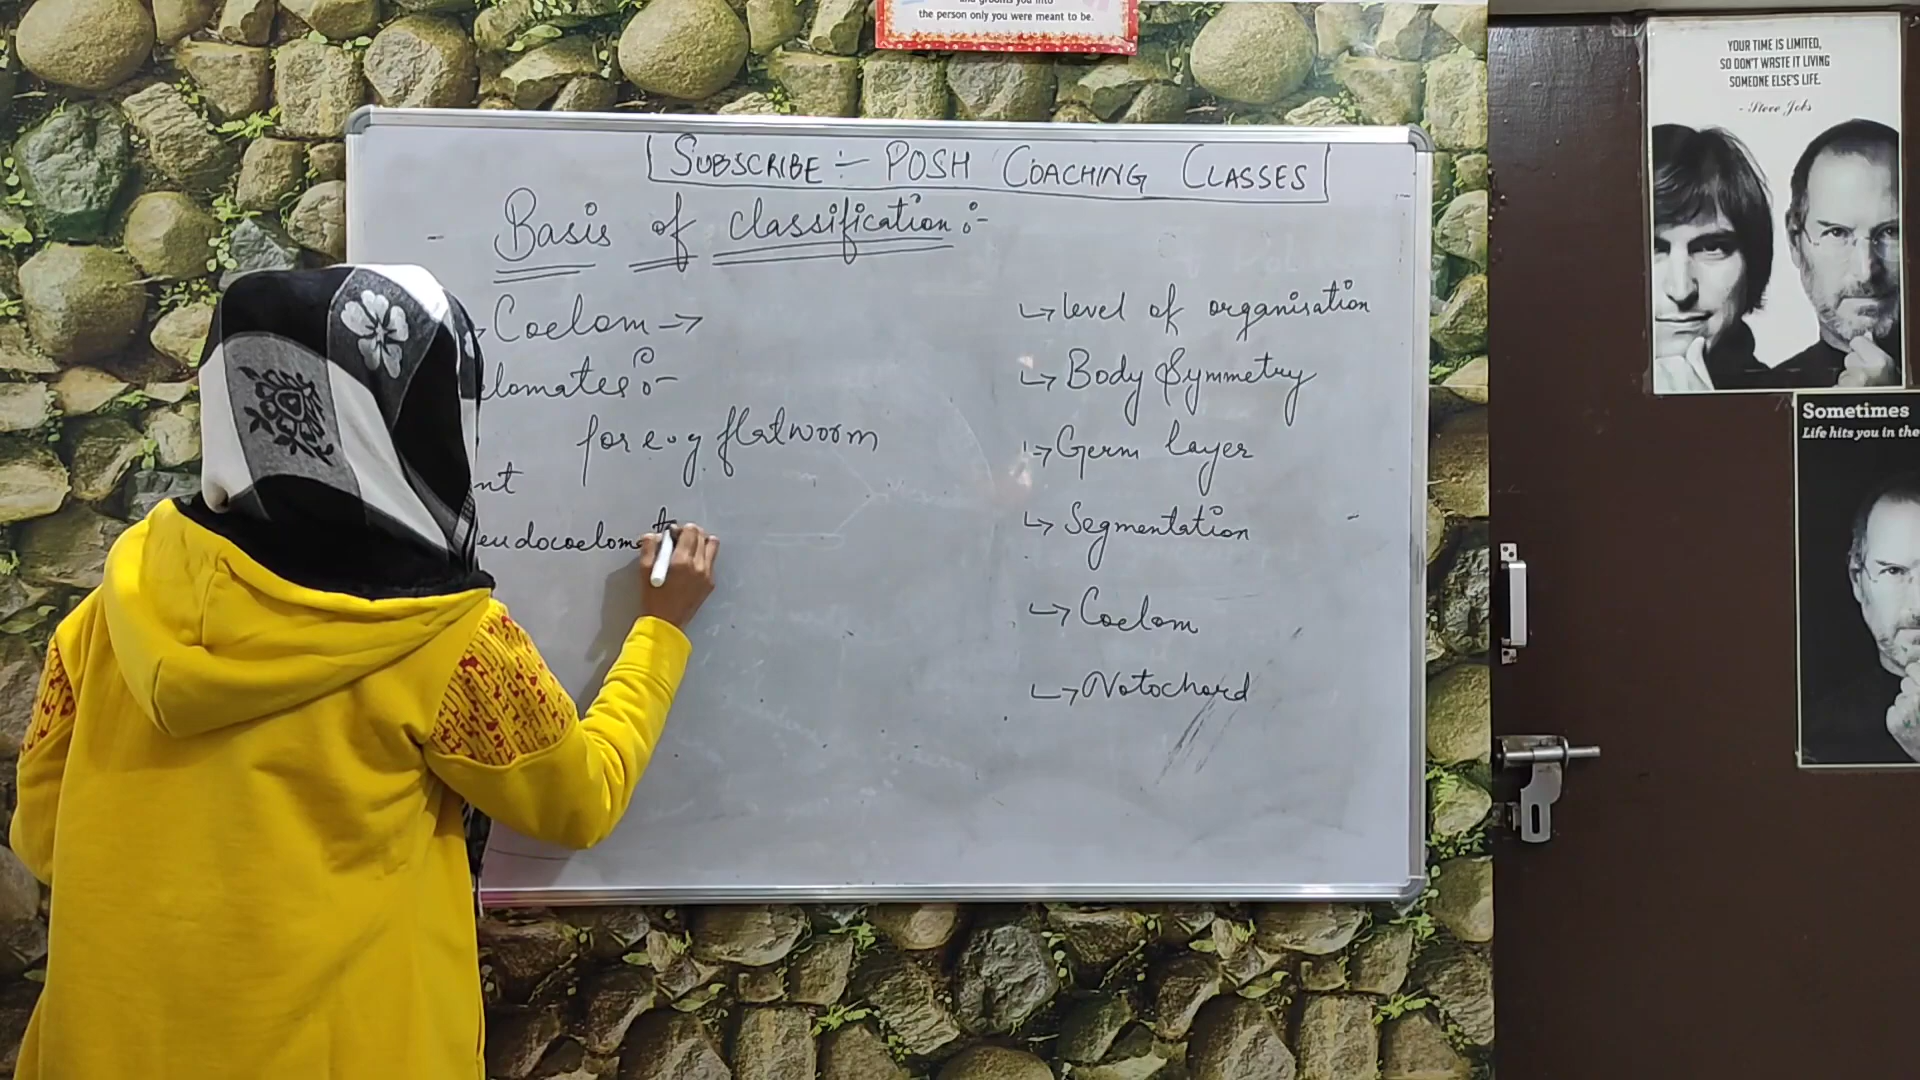 the person only you were meant to be.
SUBSCRIBE :- POSH COACHING CLASSES
Basis of classification :-
Coelom →
lomates :-
for e.g flatworm
nt
eudocoelomat
↳ level of organisation
↳ Body Symmetry
↳ Germ layer
↳ Segmentation
↳ Coelom
↳ Notochord
YOUR TIME IS LIMITED,
SO DON'T WASTE IT LIVING
SOMEONE ELSE'S LIFE.
- Steve Jobs
Sometimes
Life hits you in the